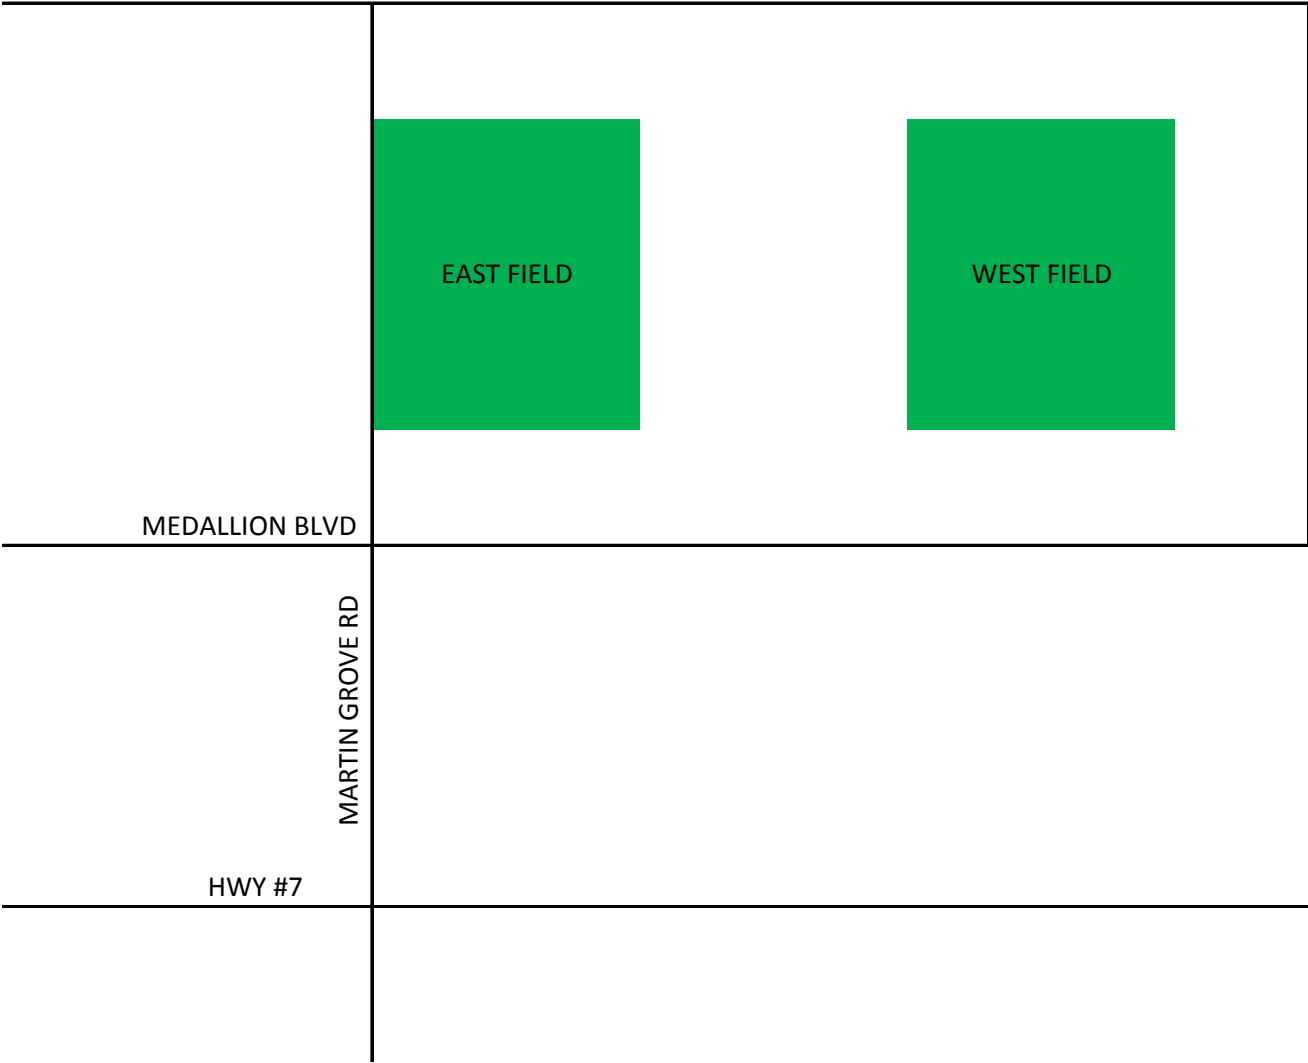 EAST FIELD
WEST FIELD
MEDALLION BLVD
MARTIN GROVE RD
HWY #7